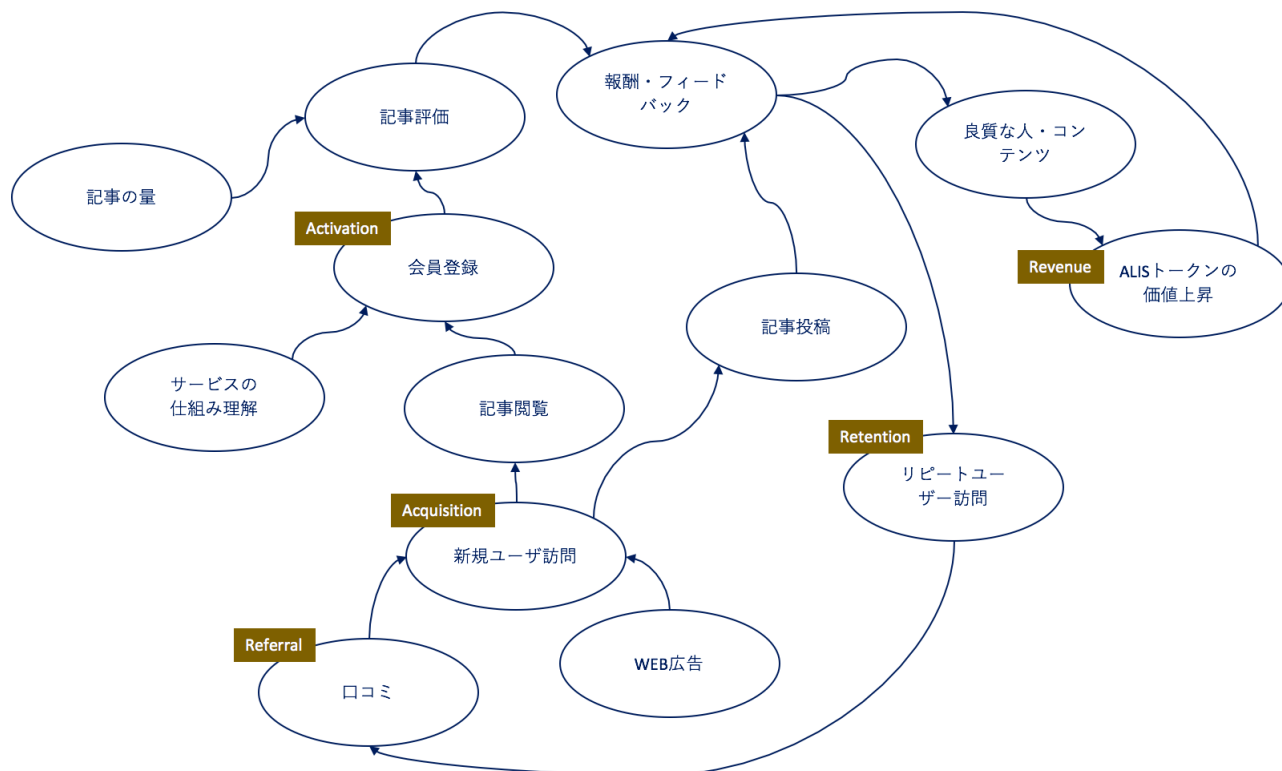 記事評価
報酬・フィード
バック
良質な人・コン
テンツ
記事の量
Activation
会員登録
Revenue
ALISトークンの
価値上昇
記事投稿
サービスの
仕組み理解
記事閲覧
Retention
リピートユー
ザー訪問
Acquisition
新規ユーザ訪問
Referral
口コミ
WEB広告